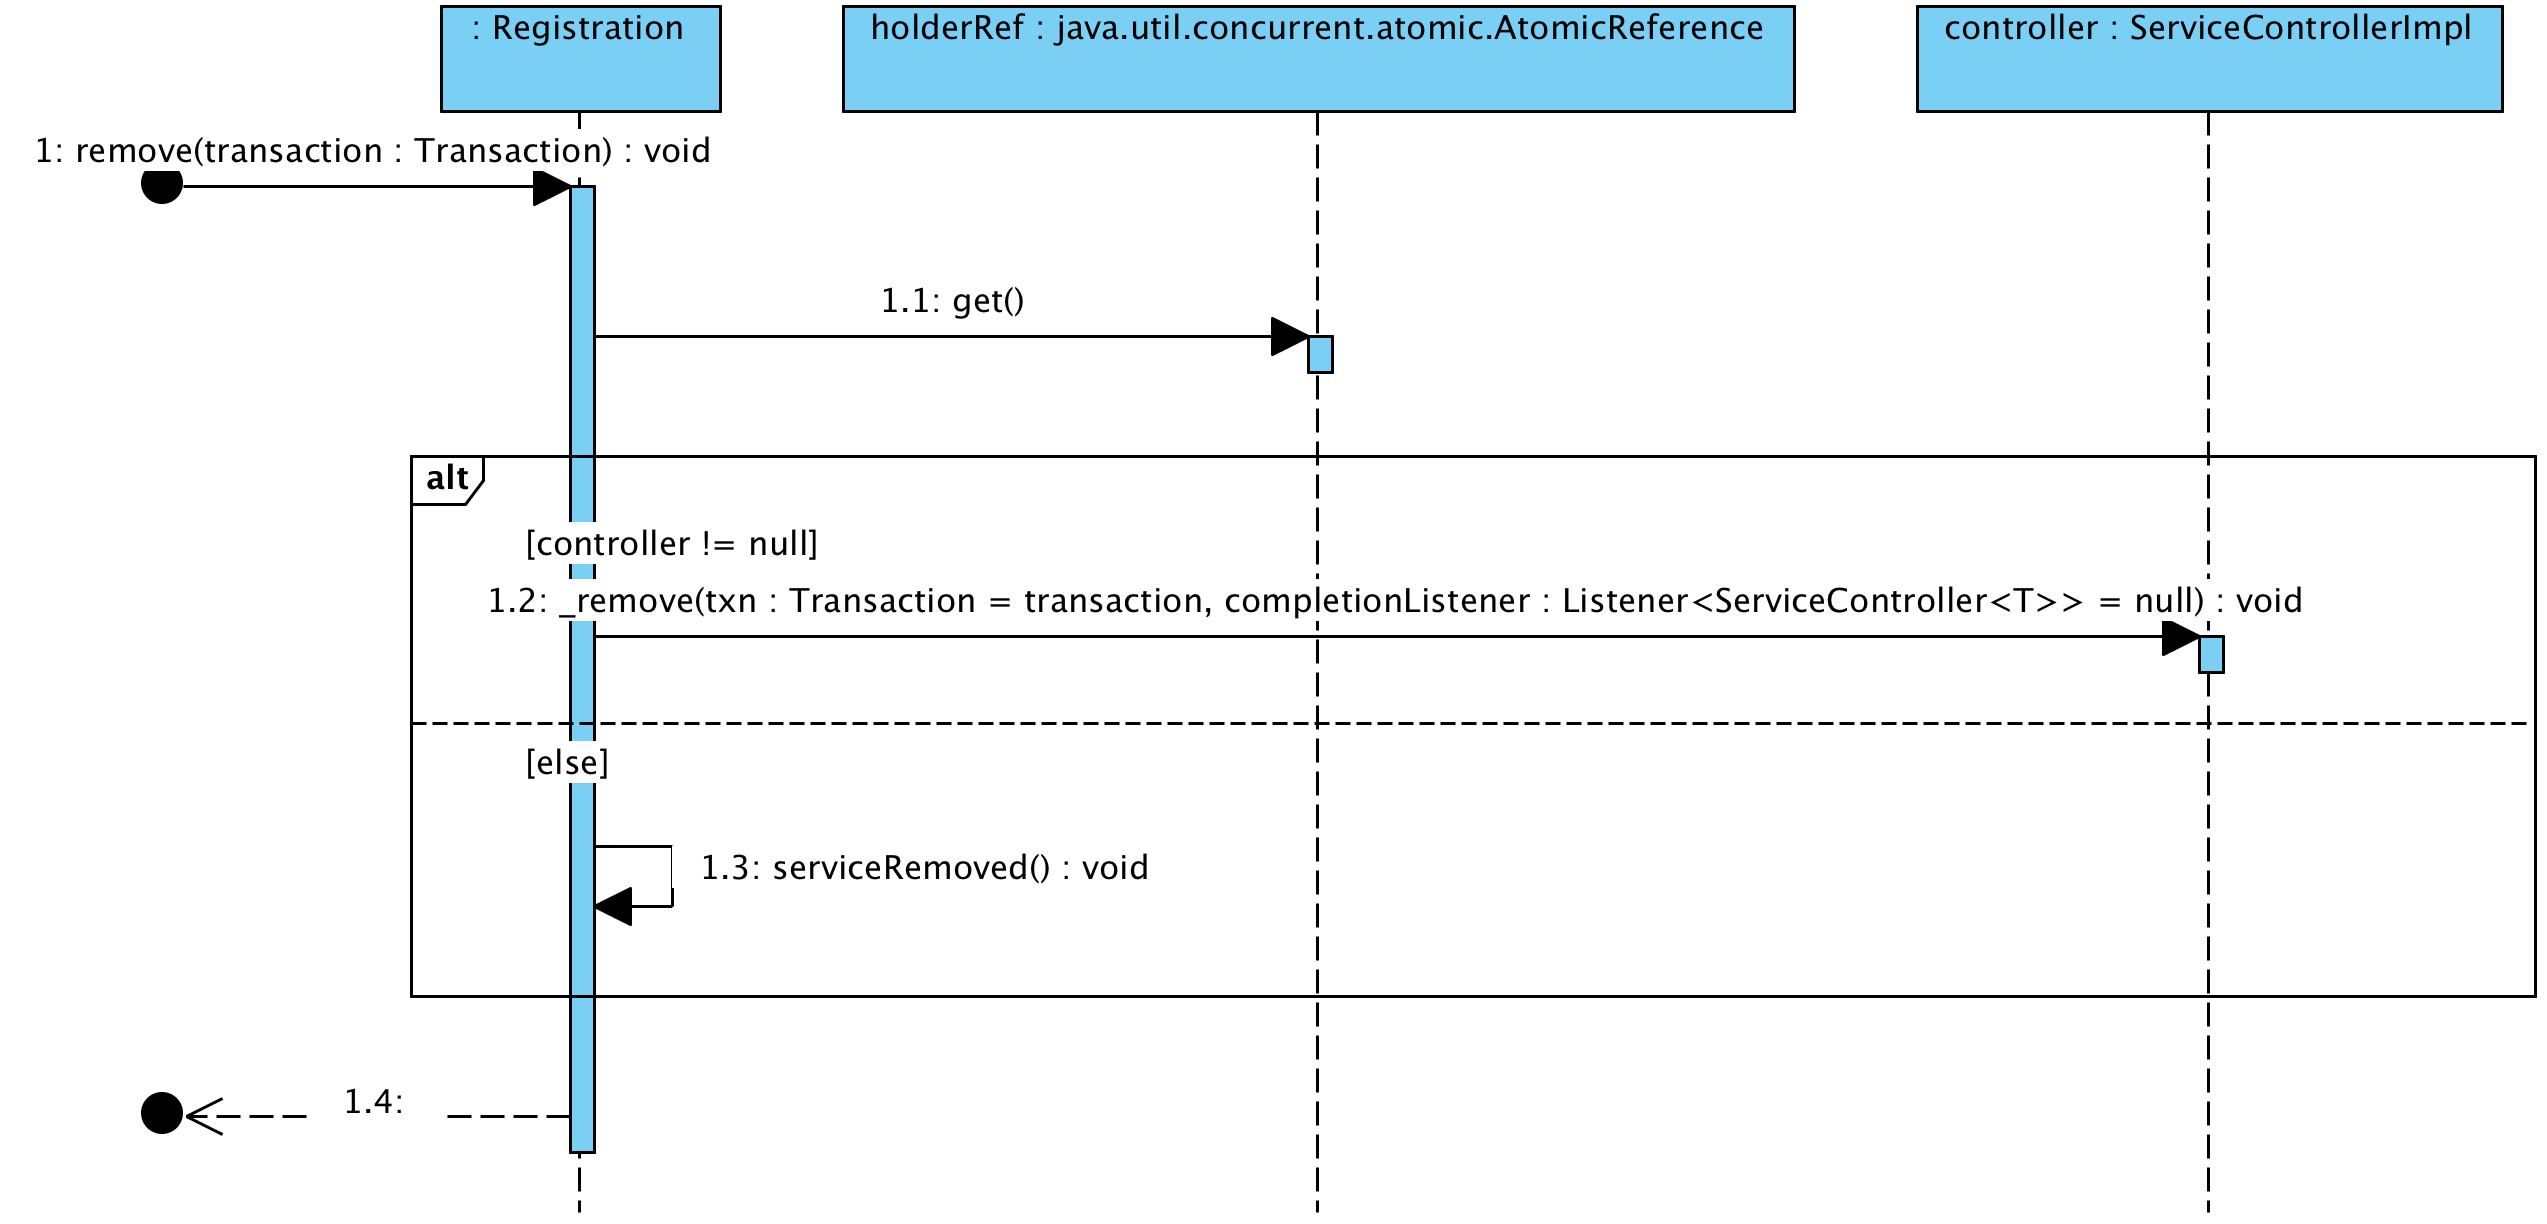 : Registration
holderRef : java.util.concurrent.atomic.AtomicReference
controller : ServiceControllerImpl
1: remove(transaction : Transaction) : void
1.1: get()
alt
[controller != null]
1.2: _remove(txn : Transaction = transaction, completionListener : Listener<ServiceController<T>> = null) : void
[else]
1.3: serviceRemoved() : void
1.4: